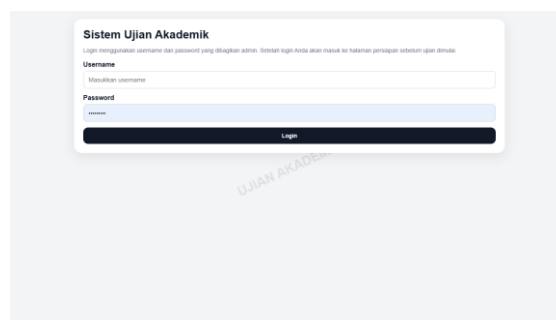 Sistem Ujian Akademik
Login menggunakan username dan password yang dibagikan admin. Setelah login Anda akan masuk ke halaman persiapan sebelum ujian dimulai.
Username
Masukkan username
Password
••••••••
Login
UJIAN AKADEM